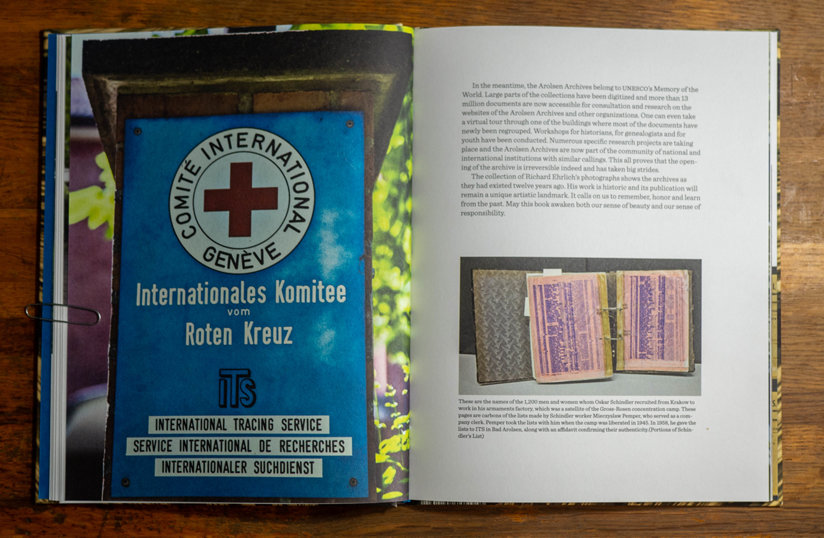 COMITÉ INTERNATIONAL
GENÈVE
Internationales Komitee
vom
Roten Kreuz
ITS
INTERNATIONAL TRACING SERVICE
SERVICE INTERNATIONAL DE RECHERCHES
INTERNATIONALER SUCHDIENST
In the meantime, the Arolsen Archives belong to UNESCO's Memory of the
World. Large parts of the collections have been digitized and more than 13
million documents are now accessible for consultation and research on the
websites of the Arolsen Archives and other organizations. One can even take
a virtual tour through one of the buildings where most of the documents have
newly been regrouped. Workshops for historians, for genealogists and for
youth have been conducted. Numerous specific research projects are taking
place and the Arolsen Archives are now part of the community of national and
international institutions with similar callings. This all proves that the open-
ing of the archive is irreversible indeed and has taken big strides.
The collection of Richard Ehrlich's photographs shows the archives as
they had existed twelve years ago. His work is historic and its publication will
remain a unique artistic landmark. It calls on us to remember, honor and learn
from the past. May this book awaken both our sense of beauty and our sense of
responsibility.
These are the names of the 1,200 men and women whom Oskar Schindler recruited from Krakow to
work in his armaments factory, which was a satellite of the Gross-Rosen concentration camp. These
pages are carbons of the lists made by Schindler worker Mieczyslaw Pemper, who served as a com-
pany clerk. Pemper took the lists with him when the camp was liberated in 1945. In 1958, he gave the
lists to ITS in Bad Arolsen, along with an affidavit confirming their authenticity.(Portions of Schin-
dler's List)